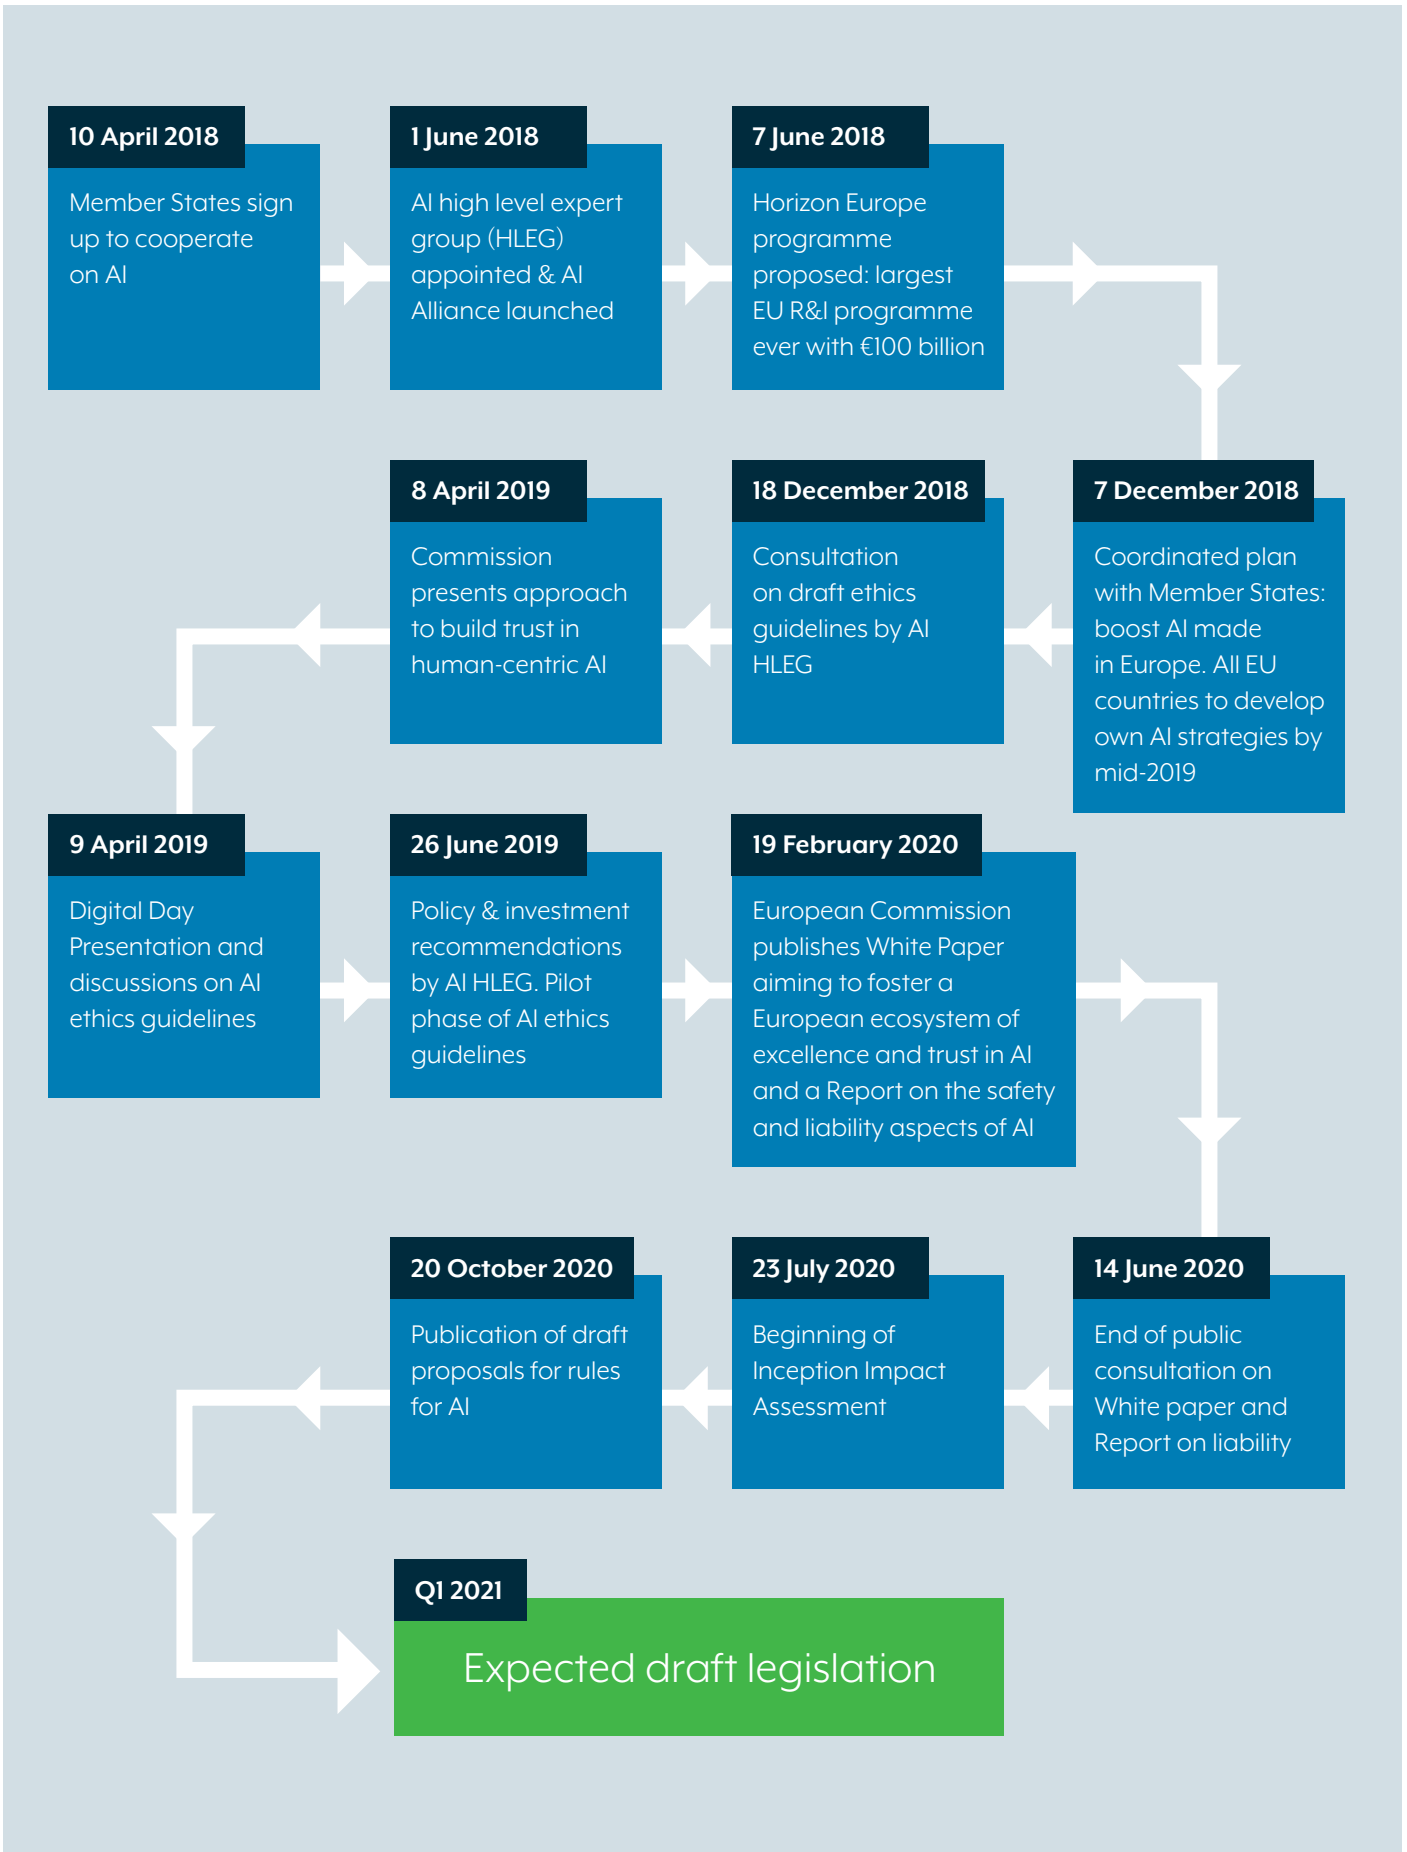 10 April 2018
Member States sign
up to cooperate
on AI
1 June 2018
AI high level expert
group (HLEG)
appointed & AI
Alliance launched
7 June 2018
Horizon Europe
programme
proposed: largest
EU R&I programme
ever with €100 billion
7 December 2018
Coordinated plan
with Member States:
boost AI made
in Europe. All EU
countries to develop
own AI strategies by
mid-2019
18 December 2018
Consultation
on draft ethics
guidelines by AI
HLEG
8 April 2019
Commission
presents approach
to build trust in
human-centric AI
9 April 2019
Digital Day
Presentation and
discussions on AI
ethics guidelines
26 June 2019
Policy & investment
recommendations
by AI HLEG. Pilot
phase of AI ethics
guidelines
19 February 2020
European Commission
publishes White Paper
aiming to foster a
European ecosystem of
excellence and trust in AI
and a Report on the safety
and liability aspects of AI
14 June 2020
End of public
consultation on
White paper and
Report on liability
23 July 2020
Beginning of
Inception Impact
Assessment
20 October 2020
Publication of draft
proposals for rules
for AI
Q1 2021
Expected draft legislation